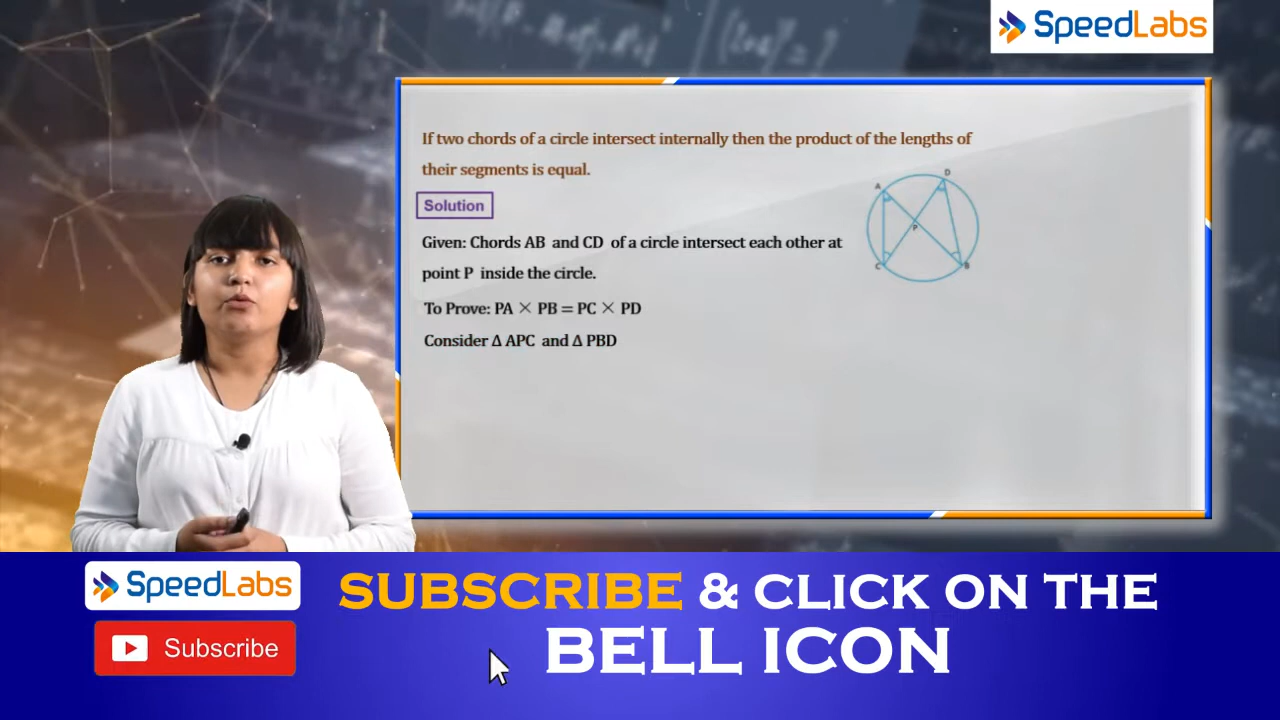 SpeedLabs
If two chords of a circle intersect internally then the product of the lengths of
their segments is equal.
Solution
Given: Chords AB and CD of a circle intersect each other at
point P inside the circle.
To Prove: PA × PB = PC × PD
Consider Δ APC and Δ PBD
A
D
P
C
B
SpeedLabs
SUBSCRIBE & CLICK ON THE
BELL ICON
Subscribe